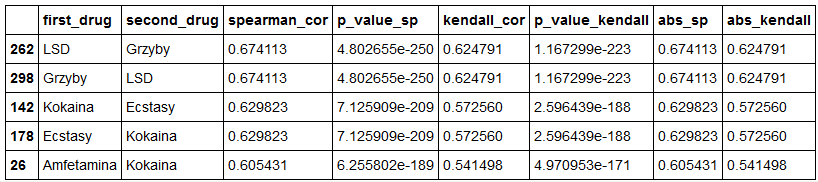 first_drug second_drug spearman_cor p_value_sp kendall_cor p_value_kendall abs_sp abs_kendall
262 LSD Grzyby 0.674113 4.802655e-250 0.624791 1.167299e-223 0.674113 0.624791
298 Grzyby LSD 0.674113 4.802655e-250 0.624791 1.167299e-223 0.674113 0.624791
142 Kokaina Ecstasy 0.629823 7.125909e-209 0.572560 2.596439e-188 0.629823 0.572560
178 Ecstasy Kokaina 0.629823 7.125909e-209 0.572560 2.596439e-188 0.629823 0.572560
26 Amfetamina Kokaina 0.605431 6.255802e-189 0.541498 4.970953e-171 0.605431 0.541498